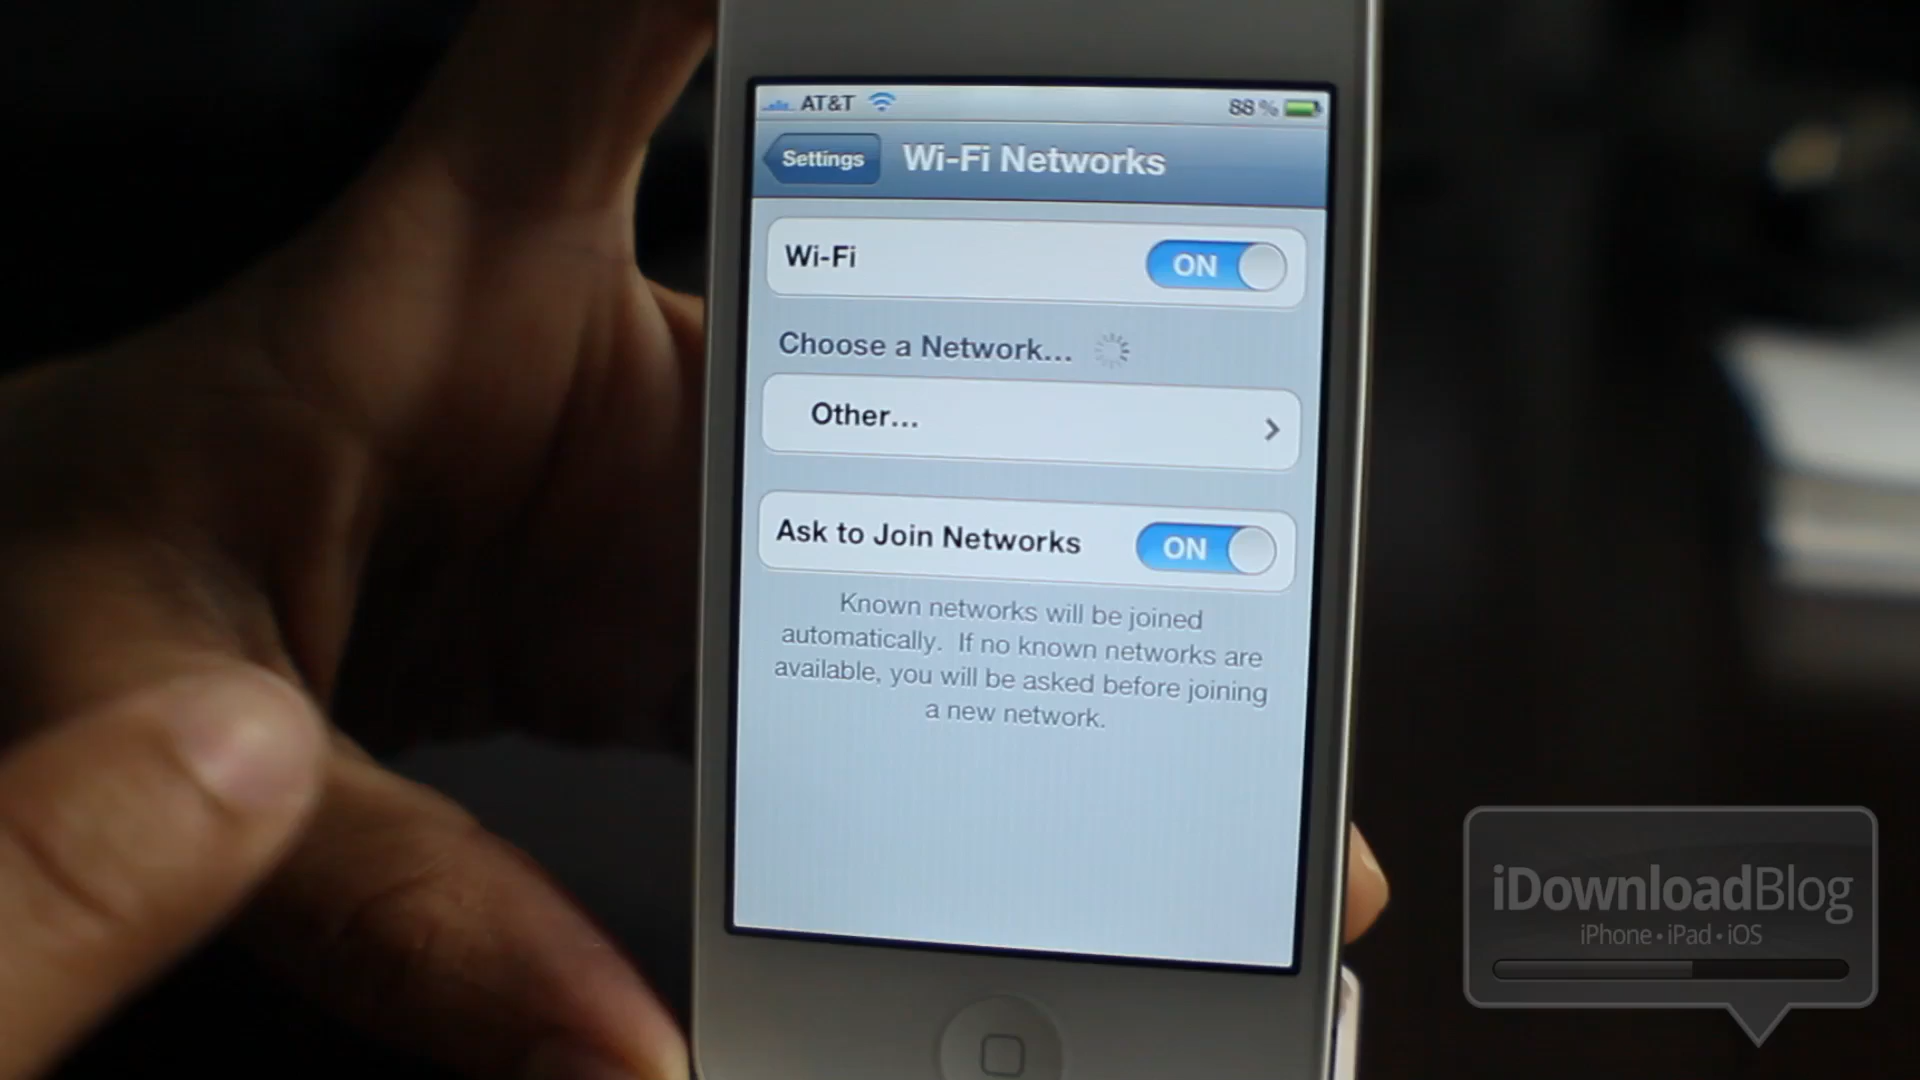 AT&T 88%
Settings Wi-Fi Networks
Wi-Fi ON
Choose a Network...
Other...
Ask to Join Networks ON
Known networks will be joined
automatically. If no known networks are
available, you will be asked before joining
a new network.
iDownloadBlog
iPhone • iPad • iOS